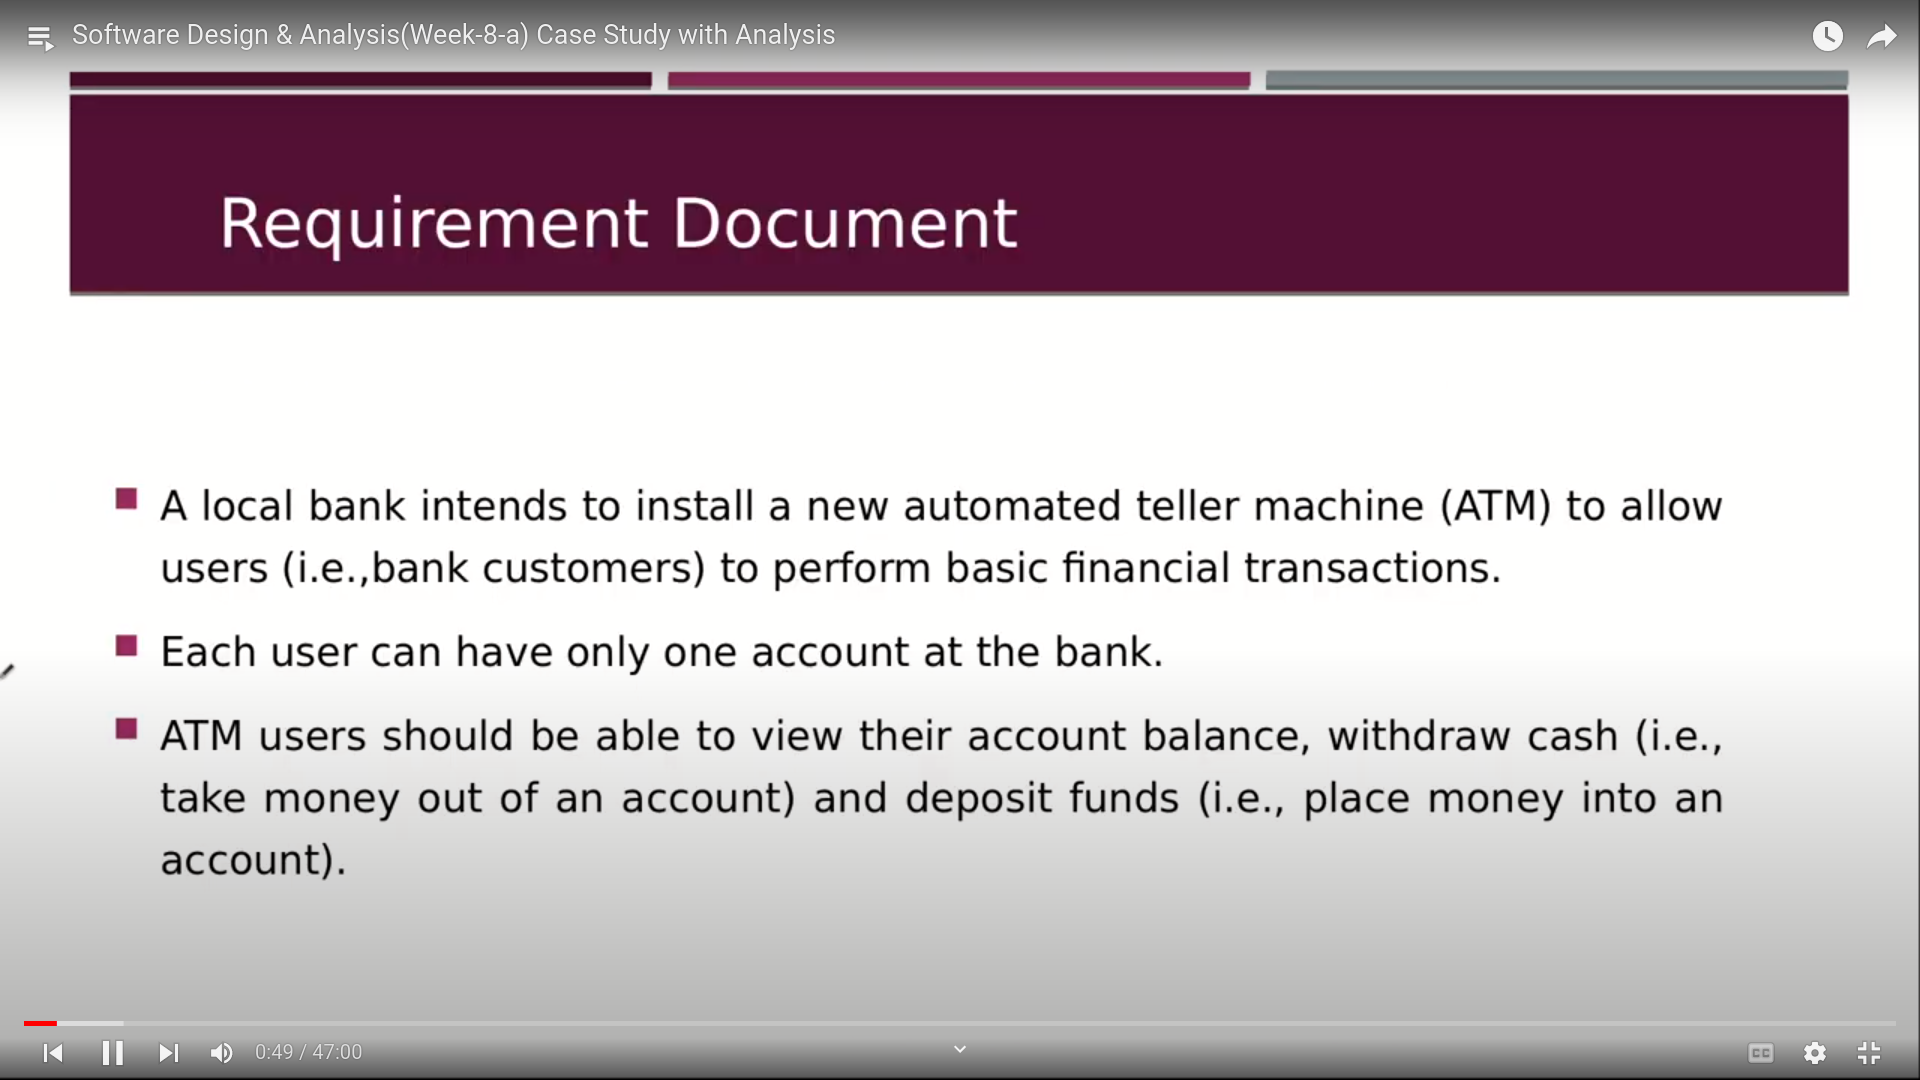 Software Design & Analysis(Week-8-a) Case Study with Analysis
Requirement Document
A local bank intends to install a new automated teller machine (ATM) to allow
users (i.e.,bank customers) to perform basic financial transactions.
Each user can have only one account at the bank.
ATM users should be able to view their account balance, withdraw cash (i.e.,
take money out of an account) and deposit funds (i.e., place money into an
account).
0:49 / 47:00
CC